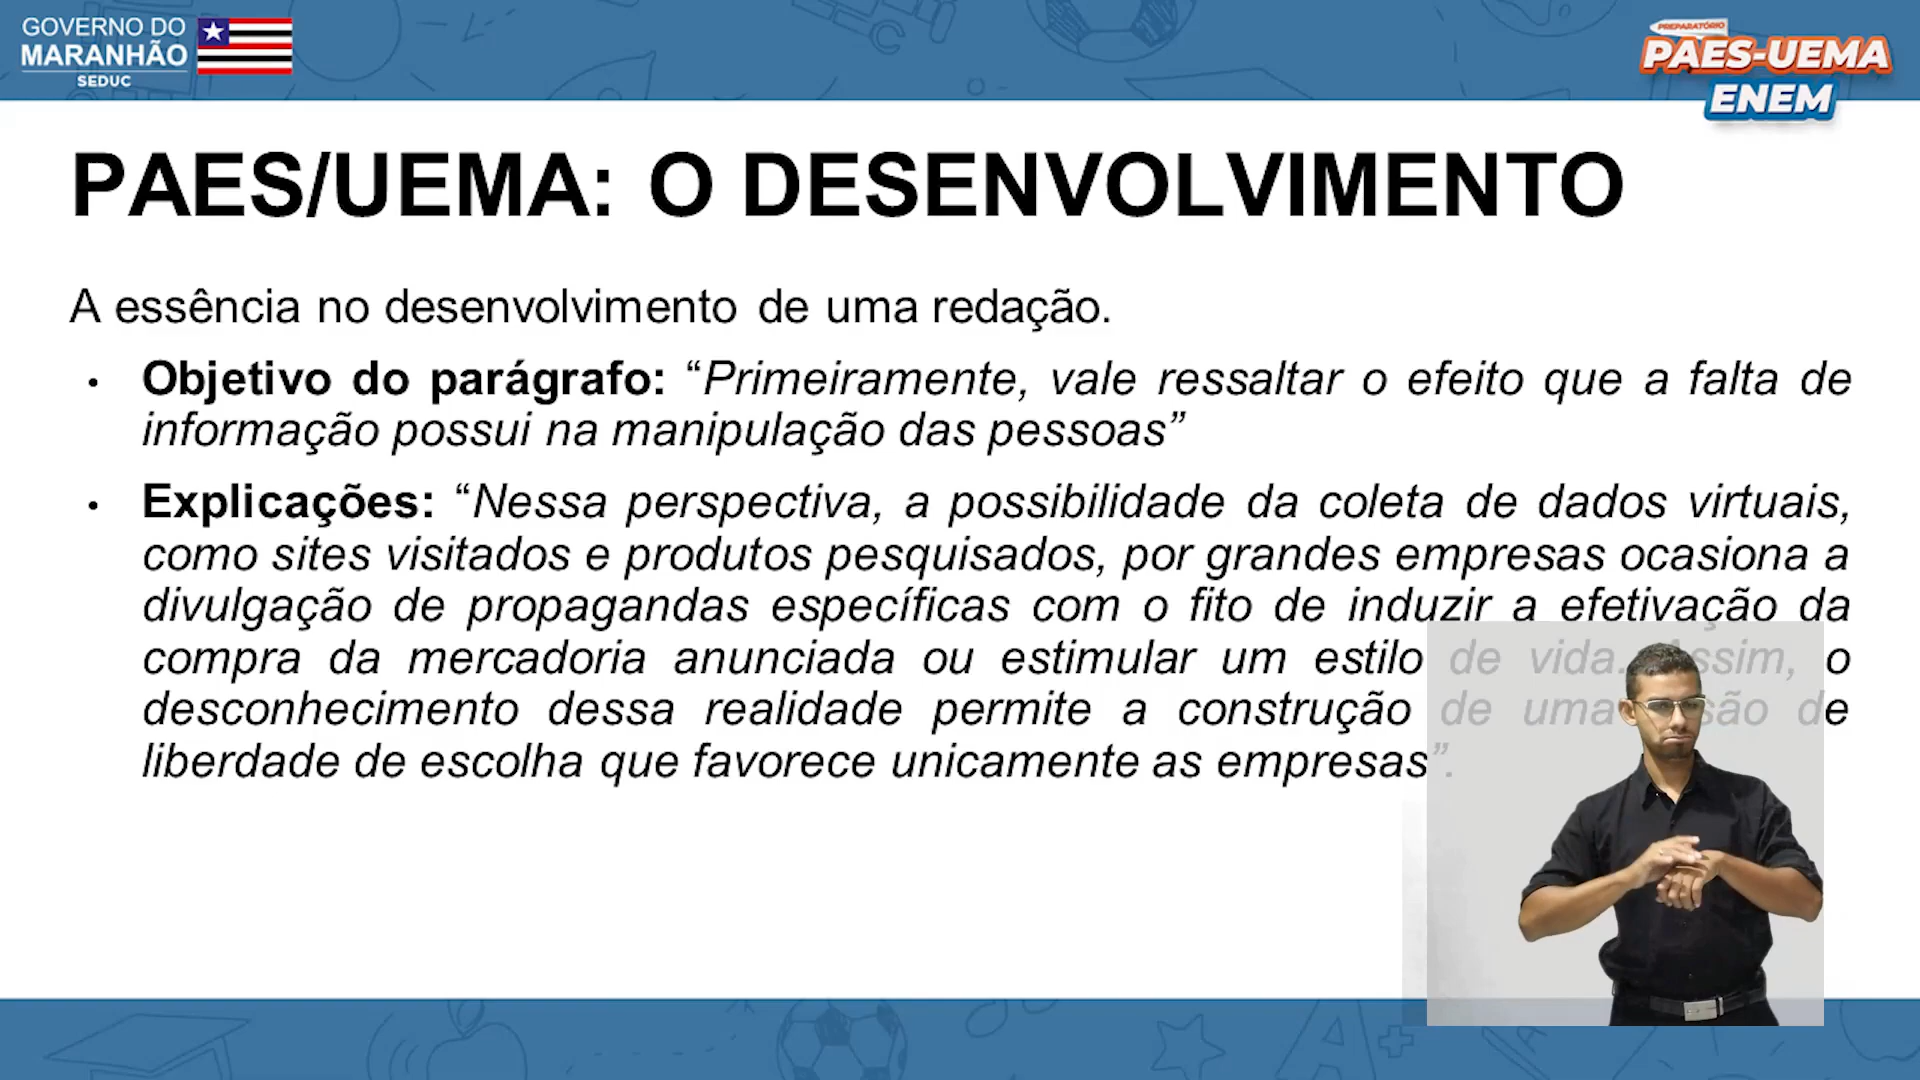 GOVERNO DO
MARANHÃO
SEDUC
PREPARATÓRIO
PAES-UEMA
ENEM
PAES/UEMA: O DESENVOLVIMENTO
A essência no desenvolvimento de uma redação.
• Objetivo do parágrafo: “Primeiramente, vale ressaltar o efeito que a falta de
informação possui na manipulação das pessoas”
• Explicações: “Nessa perspectiva, a possibilidade da coleta de dados virtuais,
como sites visitados e produtos pesquisados, por grandes empresas ocasiona a
divulgação de propagandas específicas com o fito de induzir a efetivação da
compra da mercadoria anunciada ou estimular um estilo de vida. Assim, o
desconhecimento dessa realidade permite a construção de uma de
liberdade de escolha que favorece unicamente as empresas”.
A+